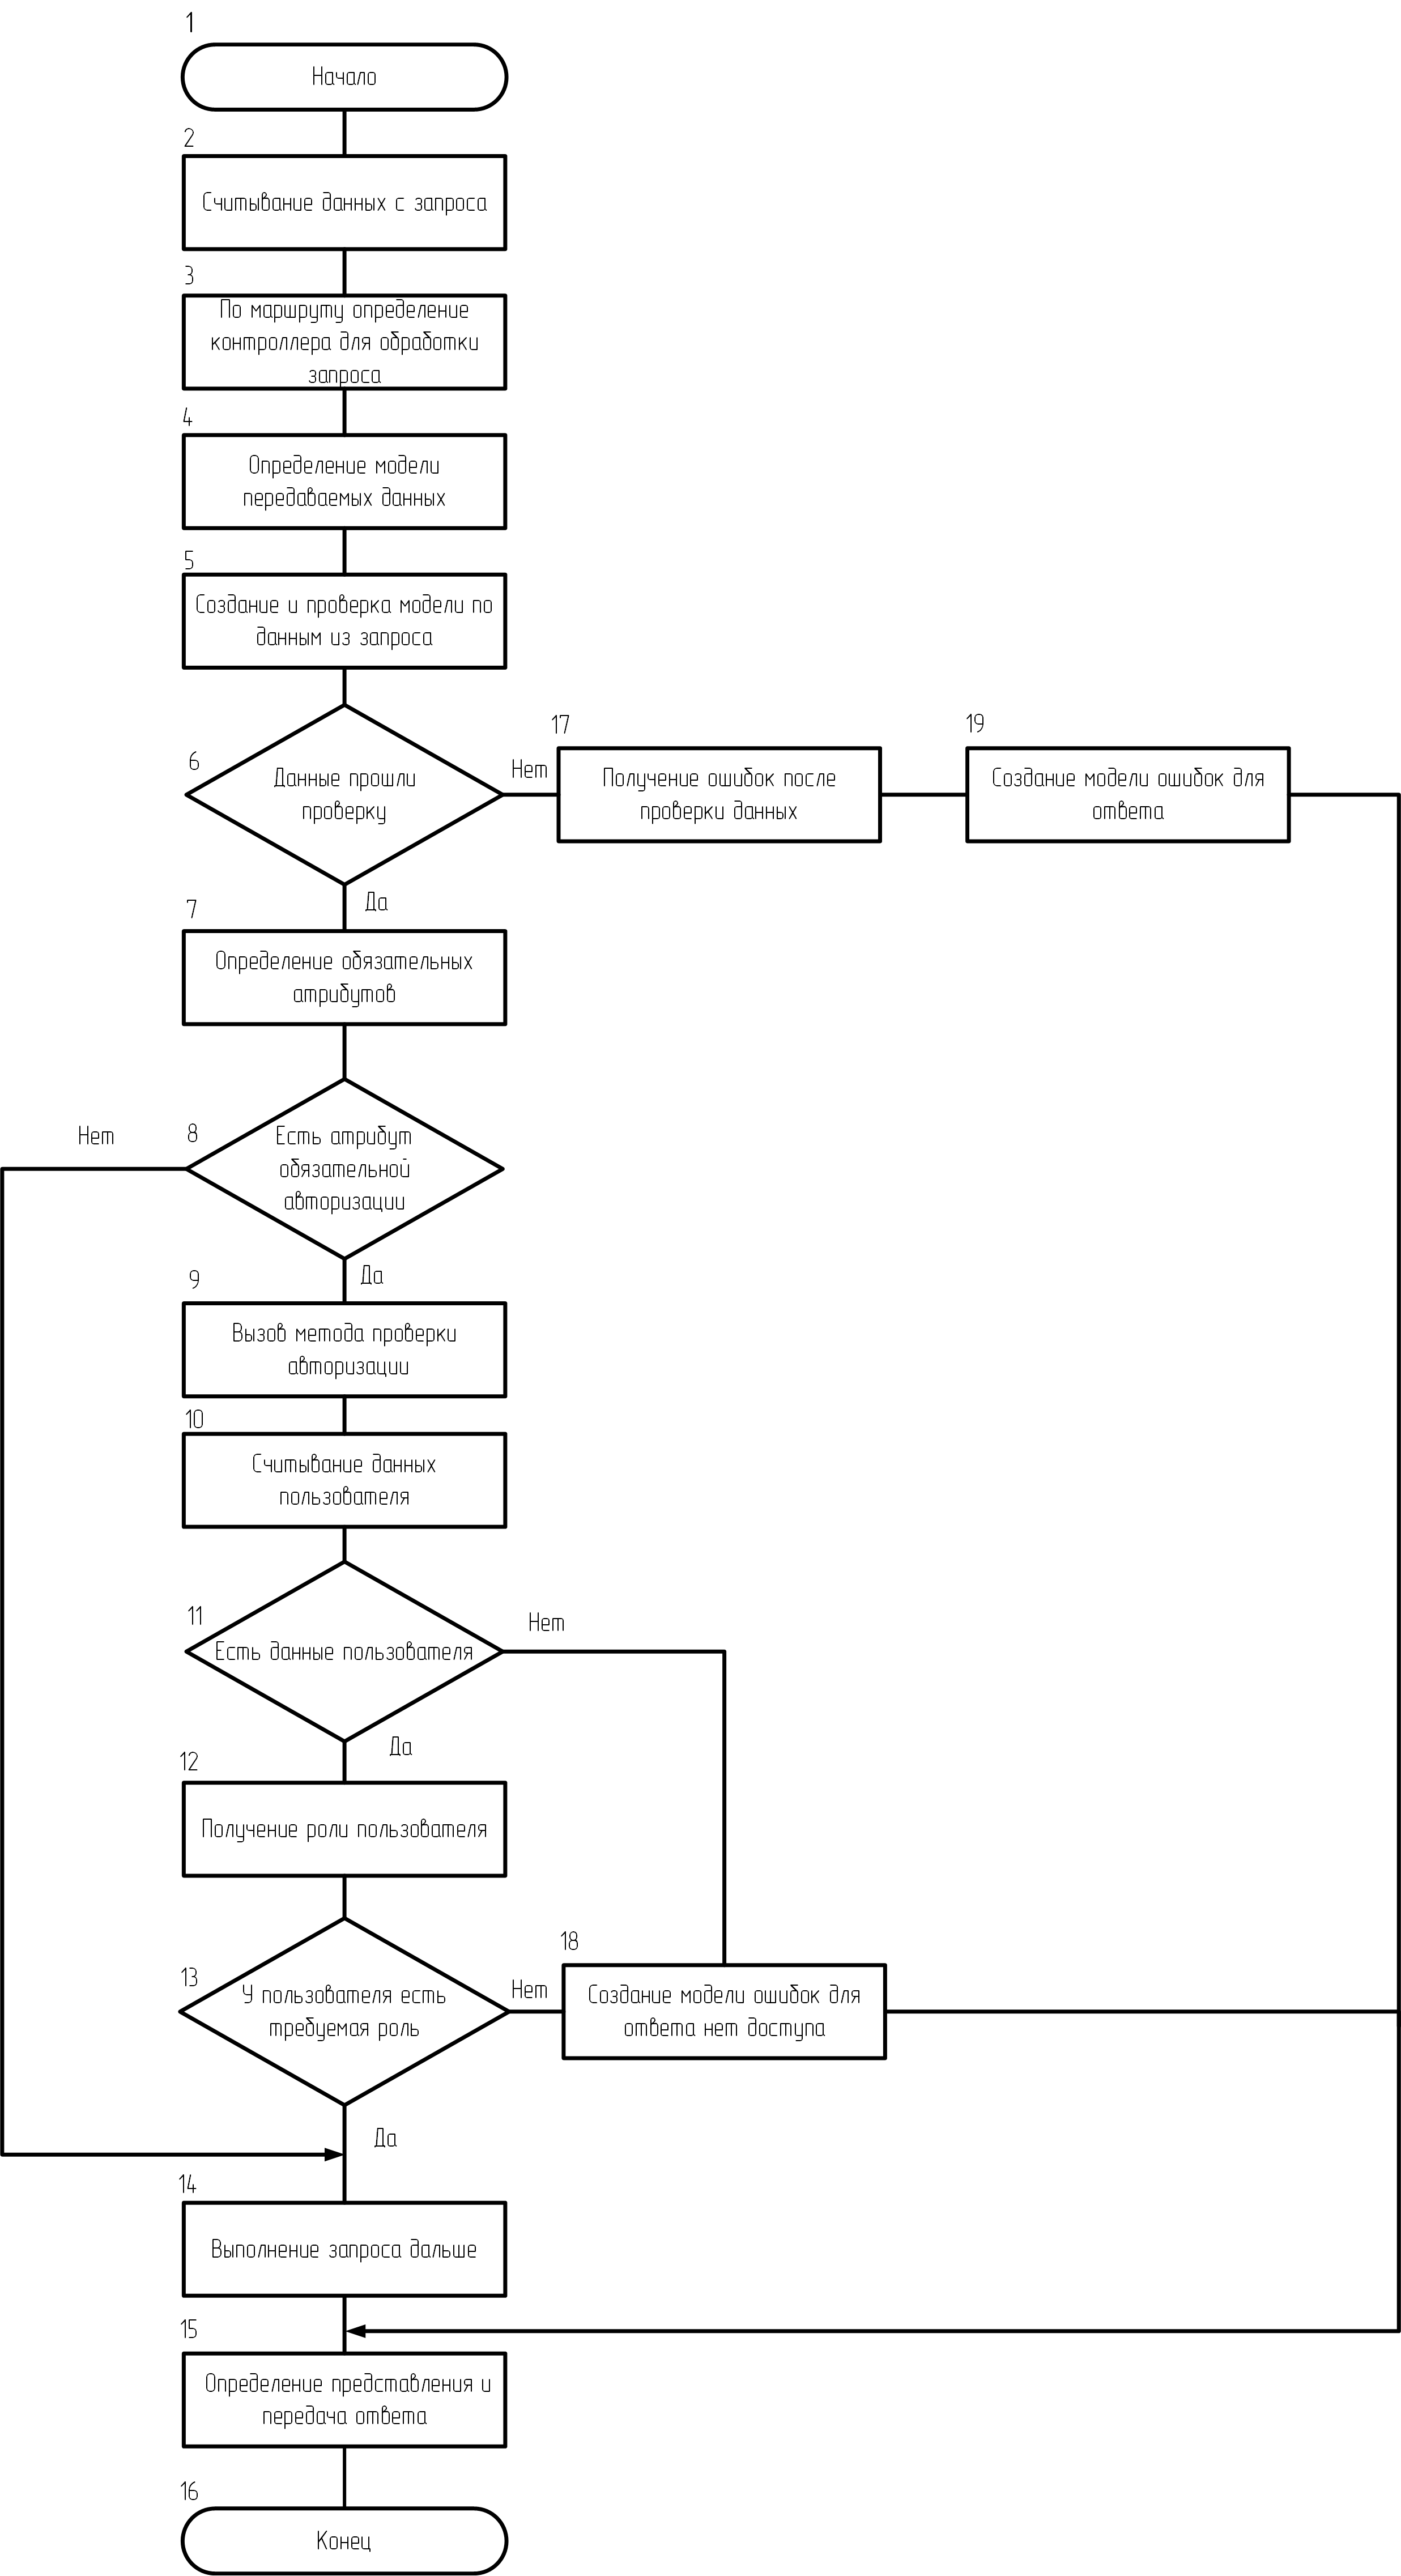 1
Начало
2
Считывание данных с запроса
3
По маршруту определение
контроллера для обработки
запроса
4
Определение модели
передаваемых данных
5
Создание и проверка модели по
данным из запроса
6
Данные прошли
проверку
Нет
17
Получение ошибок после
проверки данных
19
Создание модели ошибок для
ответа
Да
7
Определение обязательных
атрибутов
Нет
8
Есть атрибут
обязательной
авторизации
Да
9
Вызов метода проверки
авторизации
10
Считывание данных
пользователя
11
Есть данные пользователя
Нет
Да
12
Получение роли пользователя
13
У пользователя есть
требуемая роль
Нет
18
Создание модели ошибок для
ответа нет доступа
Да
14
Выполнение запроса дальше
15
Определение представления и
передача ответа
16
Конец